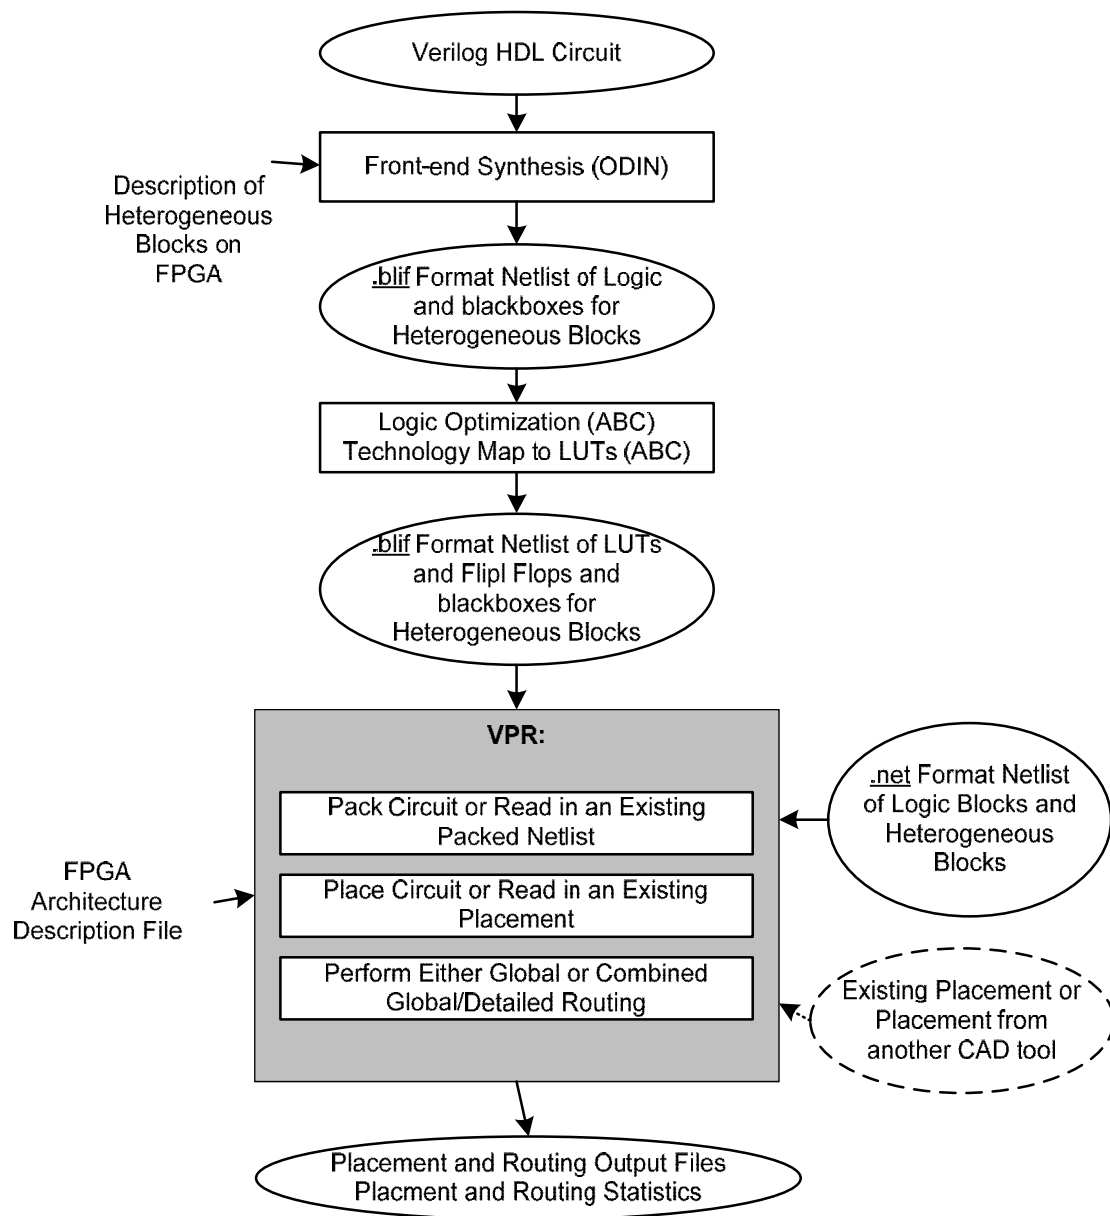 Verilog HDL Circuit
Front-end Synthesis (ODIN)
Description of
Heterogeneous
Blocks on
FPGA
.blif Format Netlist of Logic
and blackboxes for
Heterogeneous Blocks
Logic Optimization (ABC)
Technology Map to LUTs (ABC)
.blif Format Netlist of LUTs
and Flipl Flops and
blackboxes for
Heterogeneous Blocks
VPR:
Pack Circuit or Read in an Existing
Packed Netlist
.net Format Netlist
of Logic Blocks and
Heterogeneous
Blocks
FPGA
Architecture
Description File
Place Circuit or Read in an Existing
Placement
Perform Either Global or Combined
Global/Detailed Routing
Existing Placement or
Placement from
another CAD tool
Placement and Routing Output Files
Placment and Routing Statistics